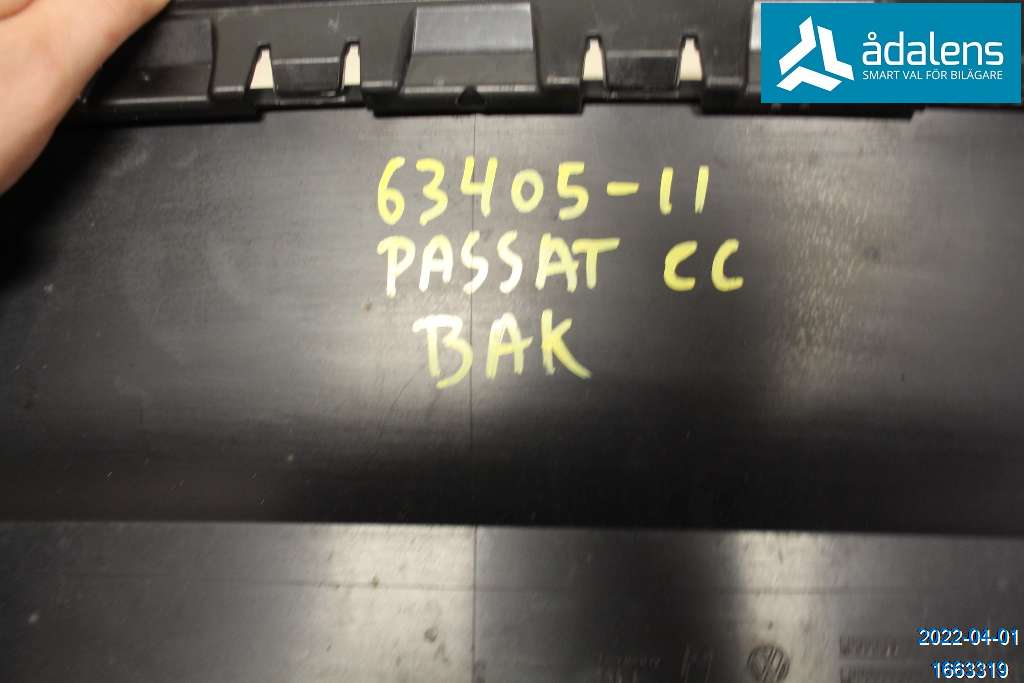 ådalens
SMART VAL FÖR BILÄGARE
63405-11
PASSAT CC
BAK
2022-04-01
1663319